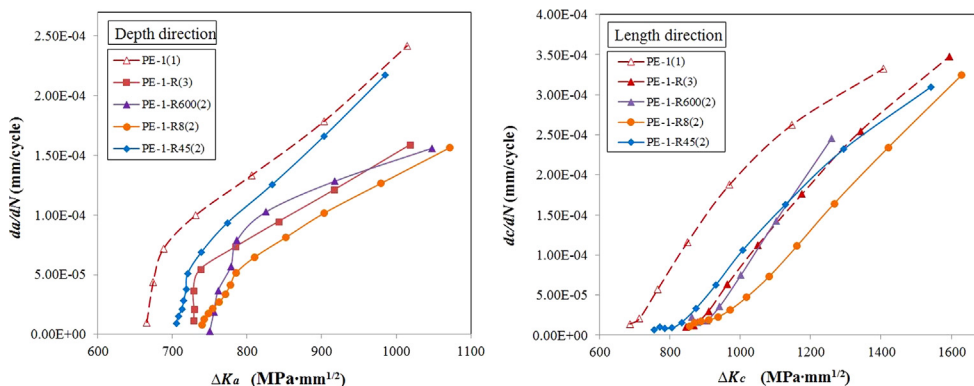 Depth direction
PE-1(1)
PE-1-R(3)
PE-1-R600(2)
PE-1-R8(2)
PE-1-R45(2)
2.50E-04
2.00E-04
1.50E-04
1.00E-04
5.00E-05
0.00E+00
600 700 800 900 1000 1100
da/dN (mm/cycle)
ΔKa (MPa·mm1/2)
Length direction
PE-1(1)
PE-1-R(3)
PE-1-R600(2)
PE-1-R8(2)
PE-1-R45(2)
4.00E-04
3.50E-04
3.00E-04
2.50E-04
2.00E-04
1.50E-04
1.00E-04
5.00E-05
0.00E+00
600 800 1000 1200 1400 1600
dc/dN (mm/cycle)
ΔKc (MPa·mm1/2)